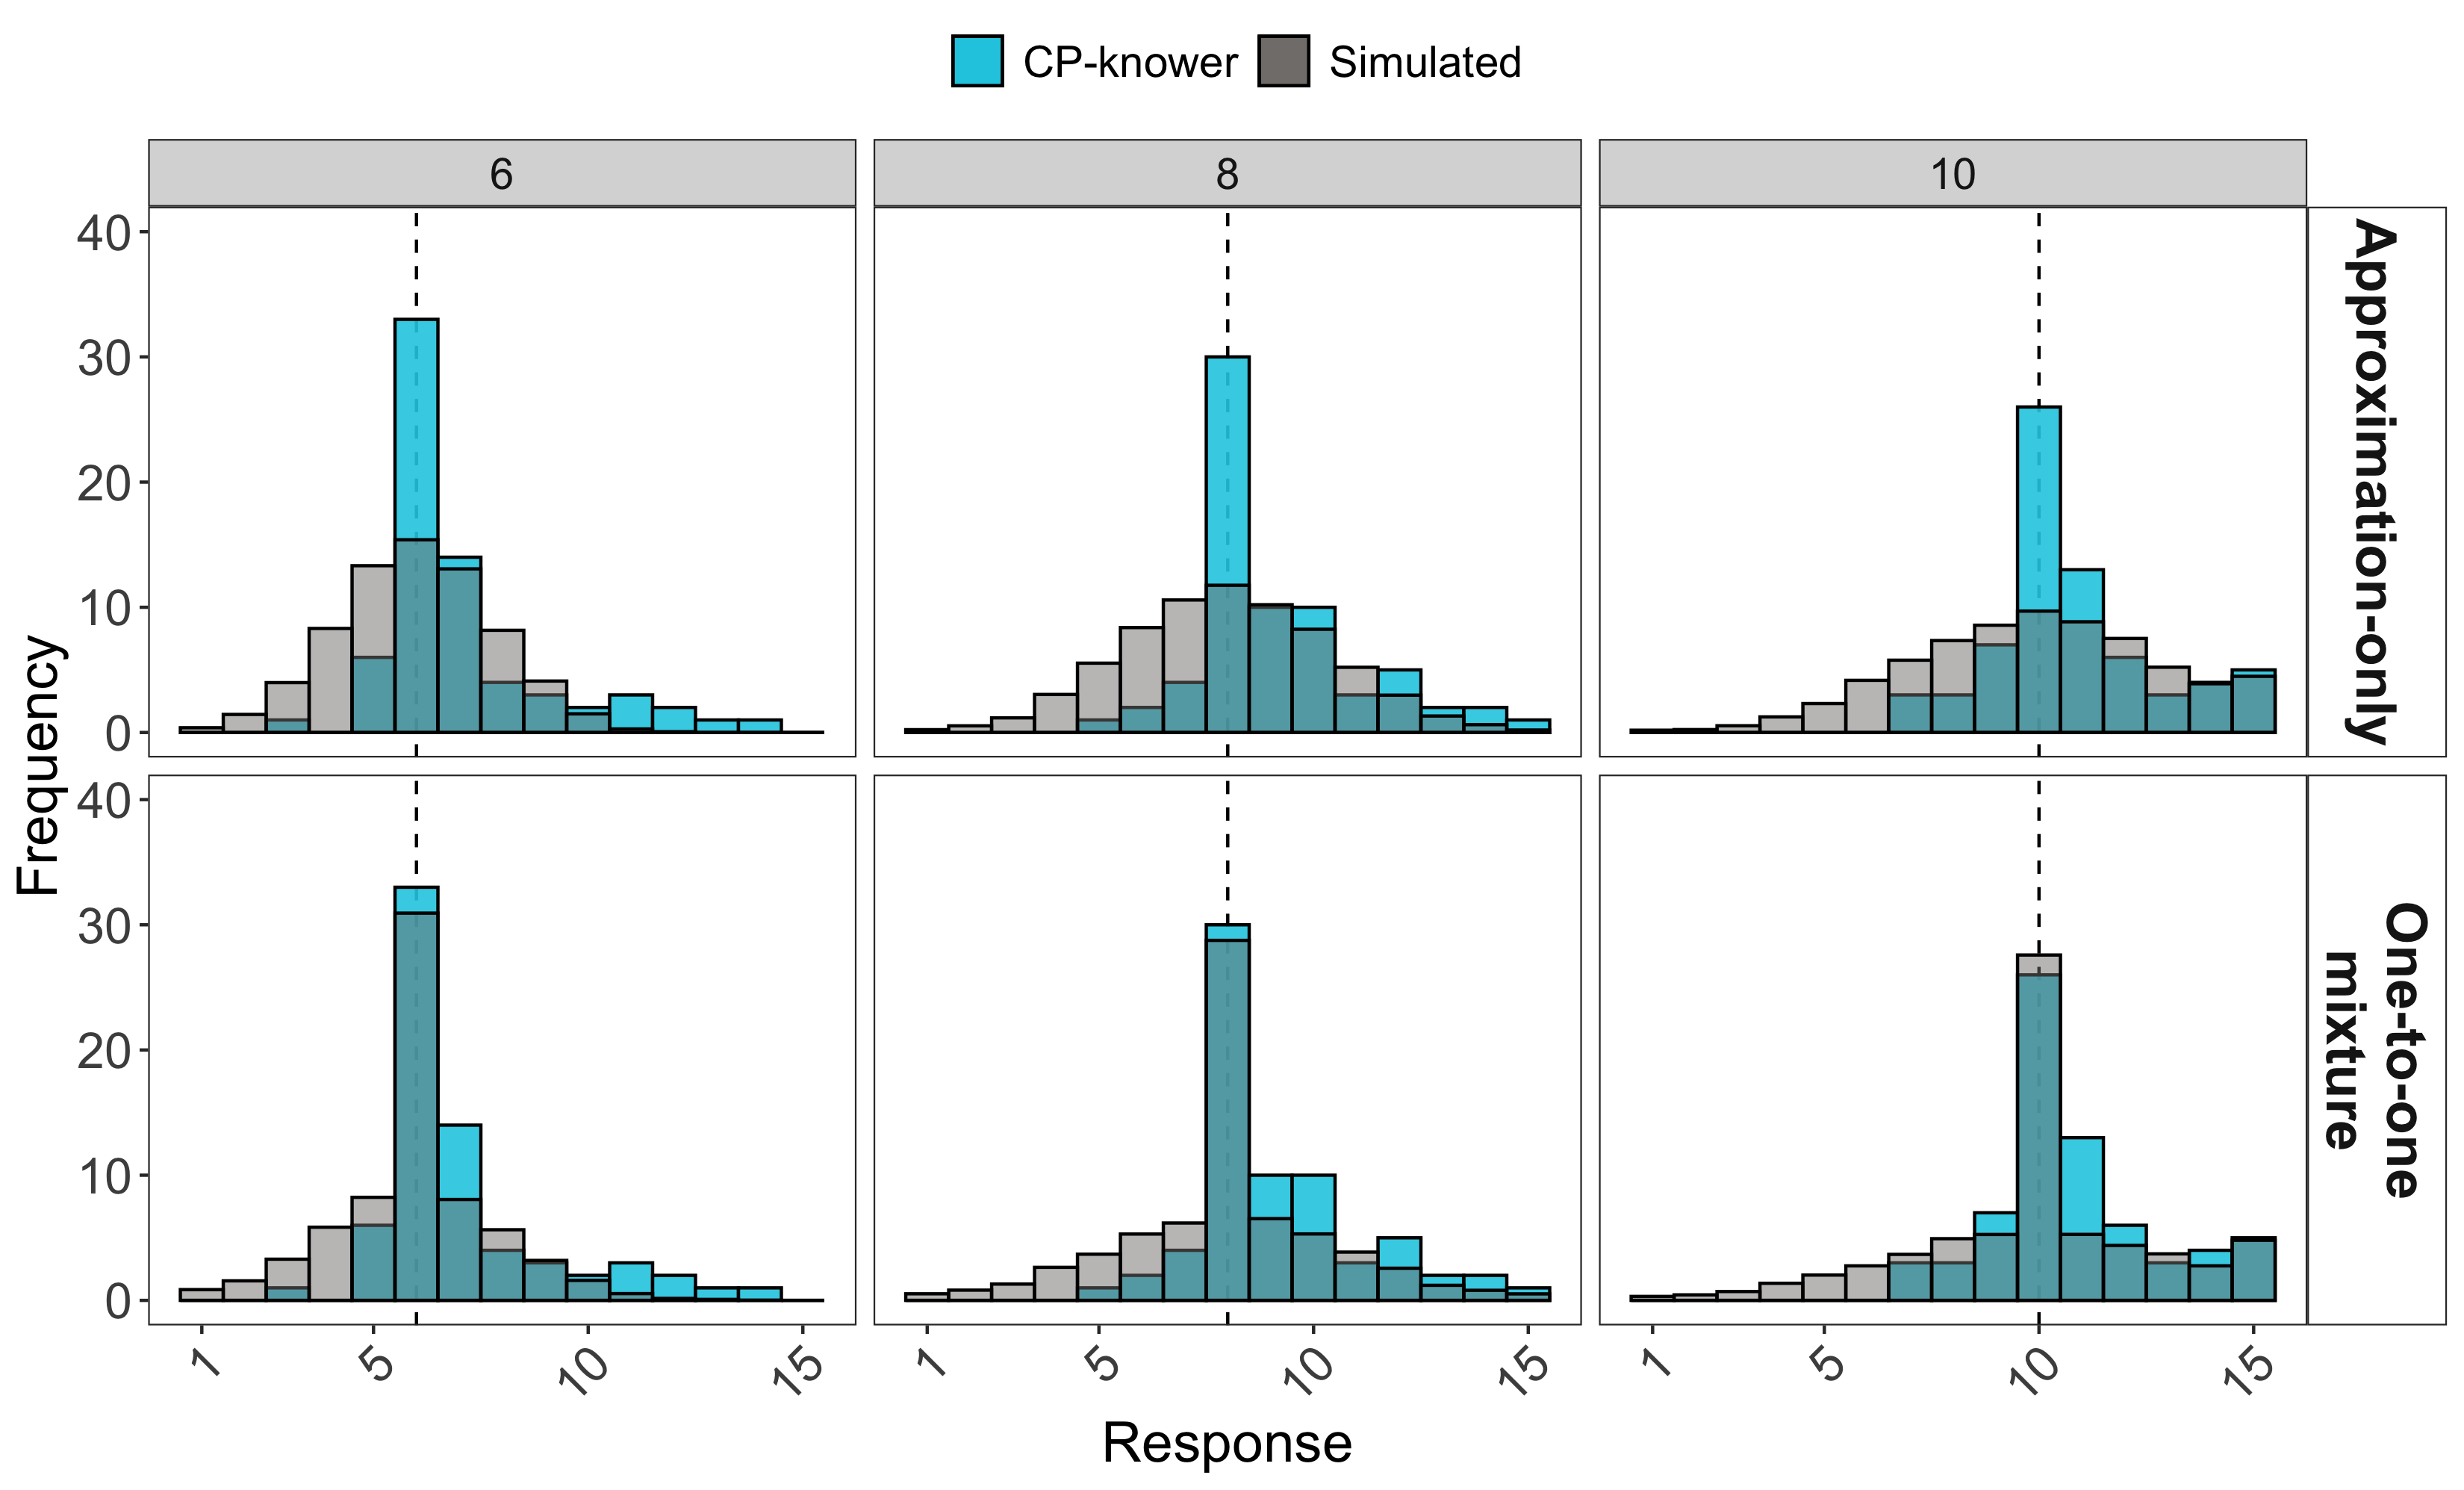 CP-knower Simulated
6 8 10
40
30
20
10
0
Approximation-only
40
30
20
10
0
One-to-one
mixture
Frequency
1 5 10 15 1 5 10 15 1 5 10 15
Response